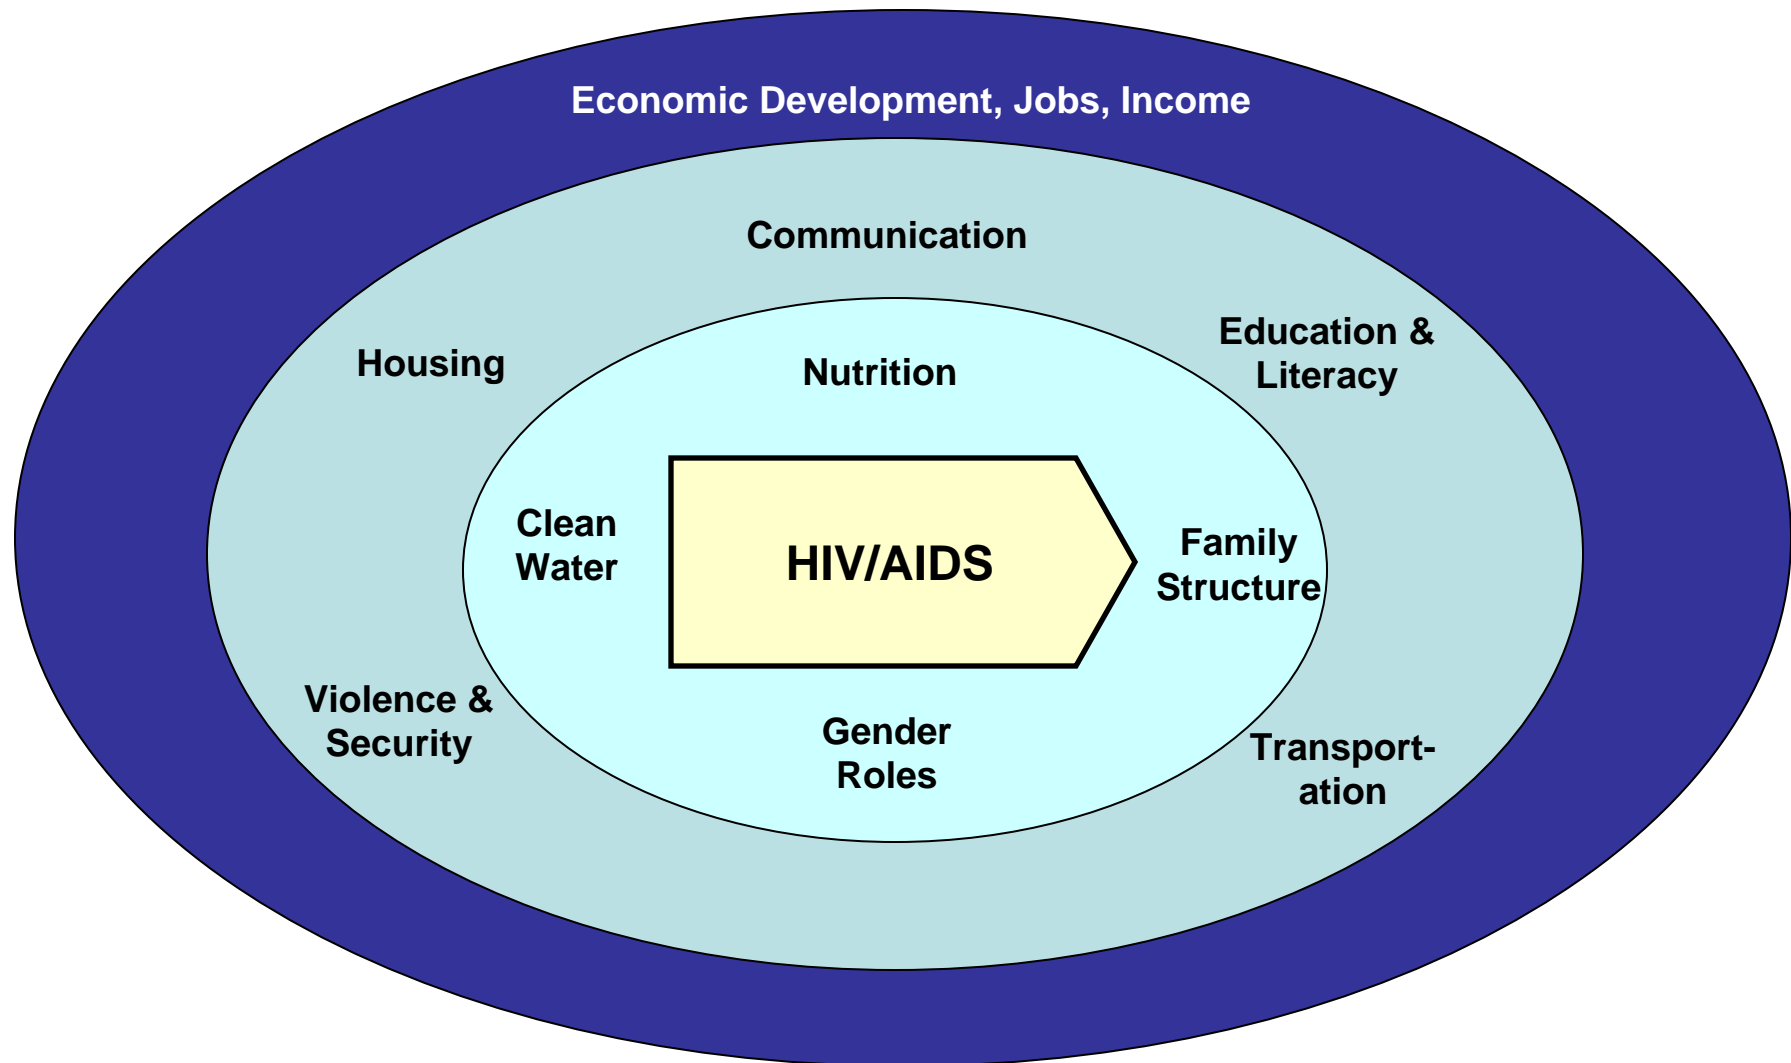 Economic Development, Jobs, Income
Communication
Education &
Literacy
Housing
Nutrition
Clean
Water
HIV/AIDS
Family
Structure
Violence &
Security
Gender
Roles
Transport-
ation